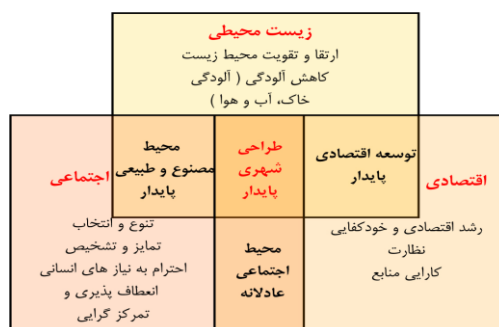 زیست محیطی
ارتقا و تقویت محیط زیست
کاهش آلودگی ( آلودگی
خاک، آب و هوا )
توسعه اقتصادی
پایدار
طراحی
شهری
پایدار
محیط
مصنوع و طبیعی
پایدار
اقتصادی
رشد اقتصادی و خودکفایی
نظارت
کارایی منابع
محیط
اجتماعی
عادلانه
اجتماعی
تنوع و انتخاب
تمایز و تشخیص
احترام به نیاز های انسانی
انعطاف پذیری و
تمرکز گرایی